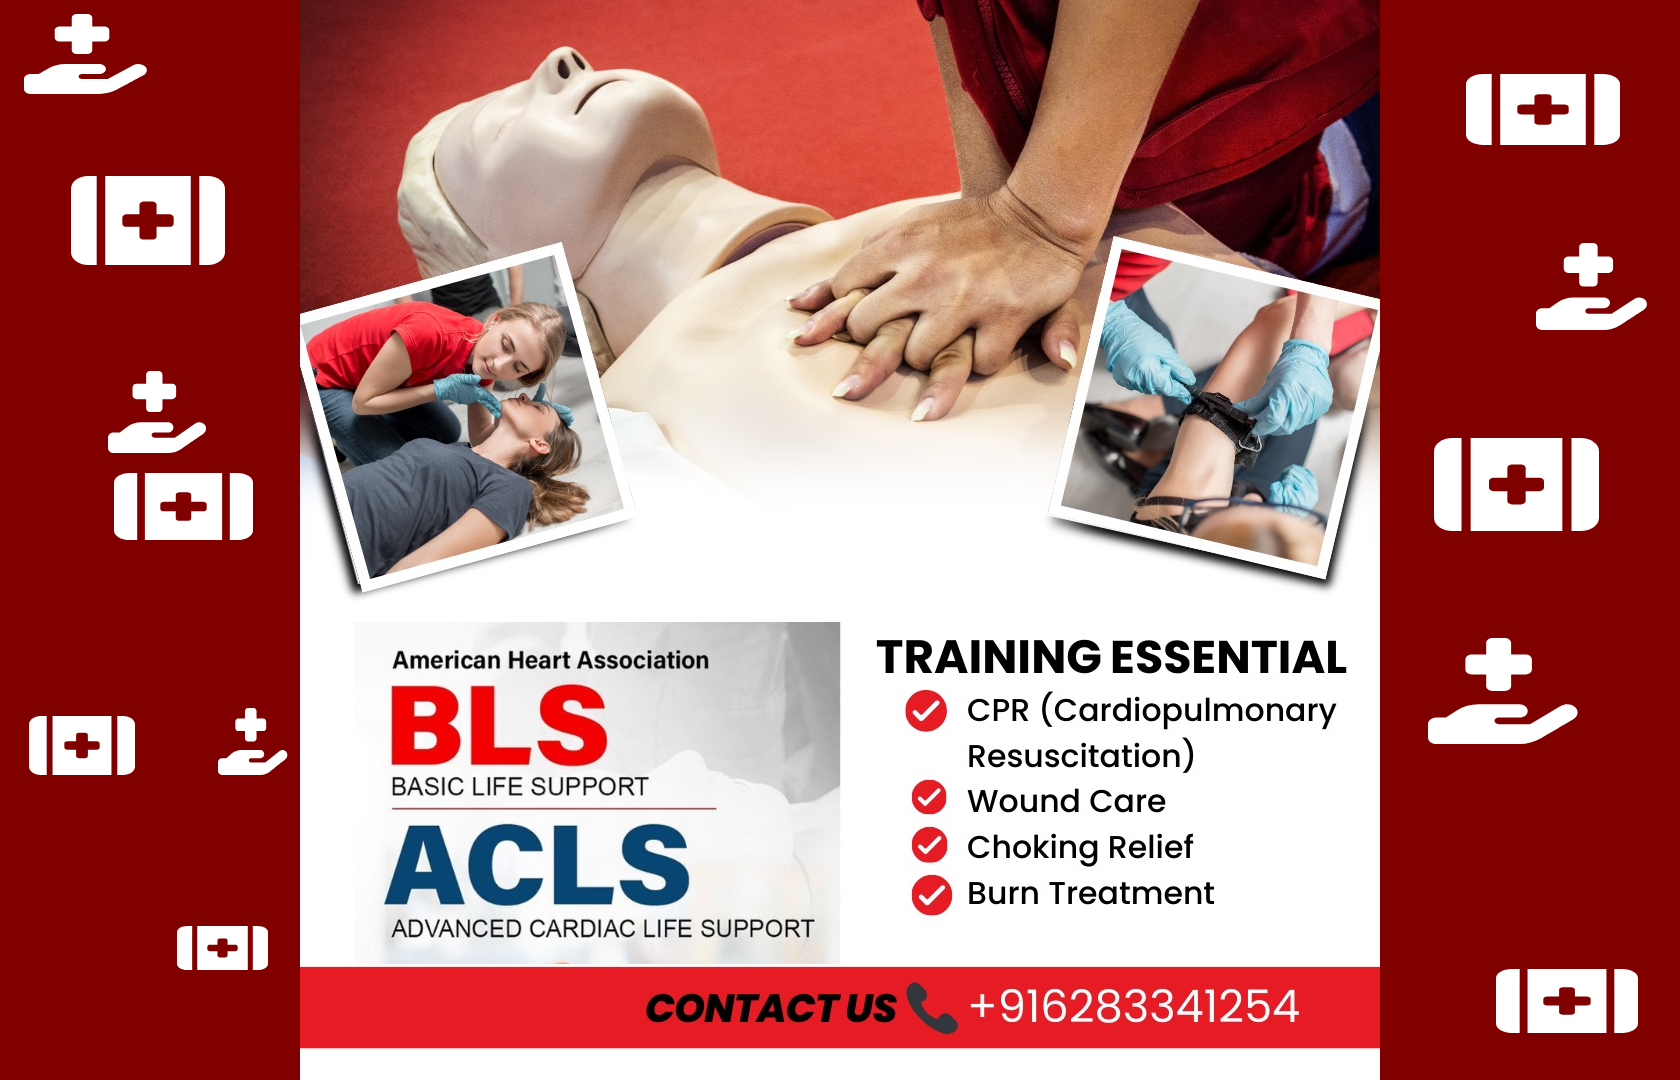 American Heart Association
BLS
BASIC LIFE SUPPORT
ACLS
ADVANCED CARDIAC LIFE SUPPORT
TRAINING ESSENTIAL
CPR (Cardiopulmonary
Resuscitation)
Wound Care
Choking Relief
Burn Treatment
CONTACT US +916283341254